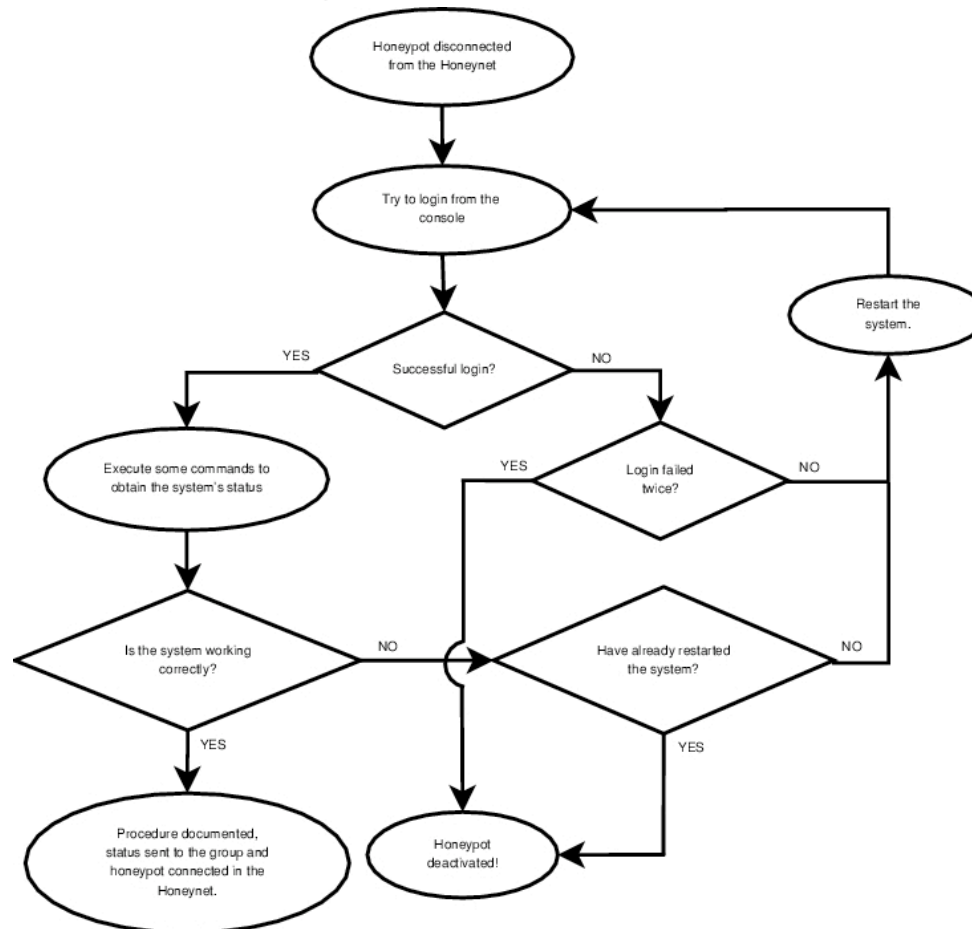 Honeypot disconnected
from the Honeynet
Try to login from the
console
Restart the
system.
YES
Successful login?
NO
Execute some commands to
obtain the system's status
YES
Login failed
twice?
NO
Is the system working
correctly?
NO
Have already restarted
the system?
NO
YES
YES
Procedure documented,
status sent to the group and
honeypot connected in the
Honeynet.
Honeypot
deactivated!